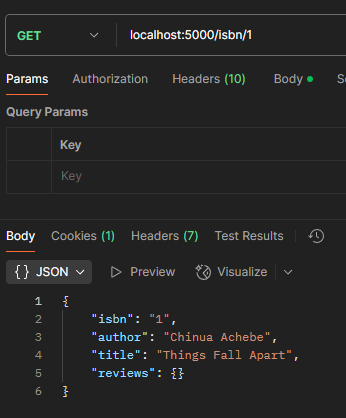 GET localhost:5000/isbn/1
Params Authorization Headers (10) Body
Query Params
Key
Key
Body Cookies (1) Headers (7) Test Results
{} JSON Preview Visualize
1 {
2 "isbn": "1",
3 "author": "Chinua Achebe",
4 "title": "Things Fall Apart",
5 "reviews": {}
6 }